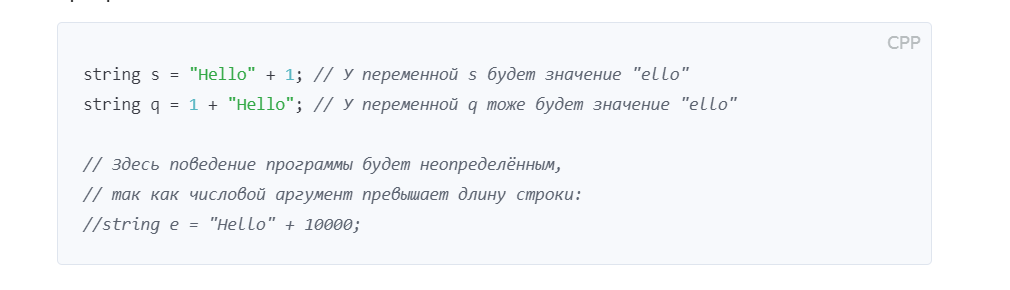 CPP
string s = "Hello" + 1; // У переменной s будет значение "ello"
string q = 1 + "Hello"; // У переменной q тоже будет значение "ello"
// Здесь поведение программы будет неопределённым,
// так как числовой аргумент превышает длину строки:
//string e = "Hello" + 10000;